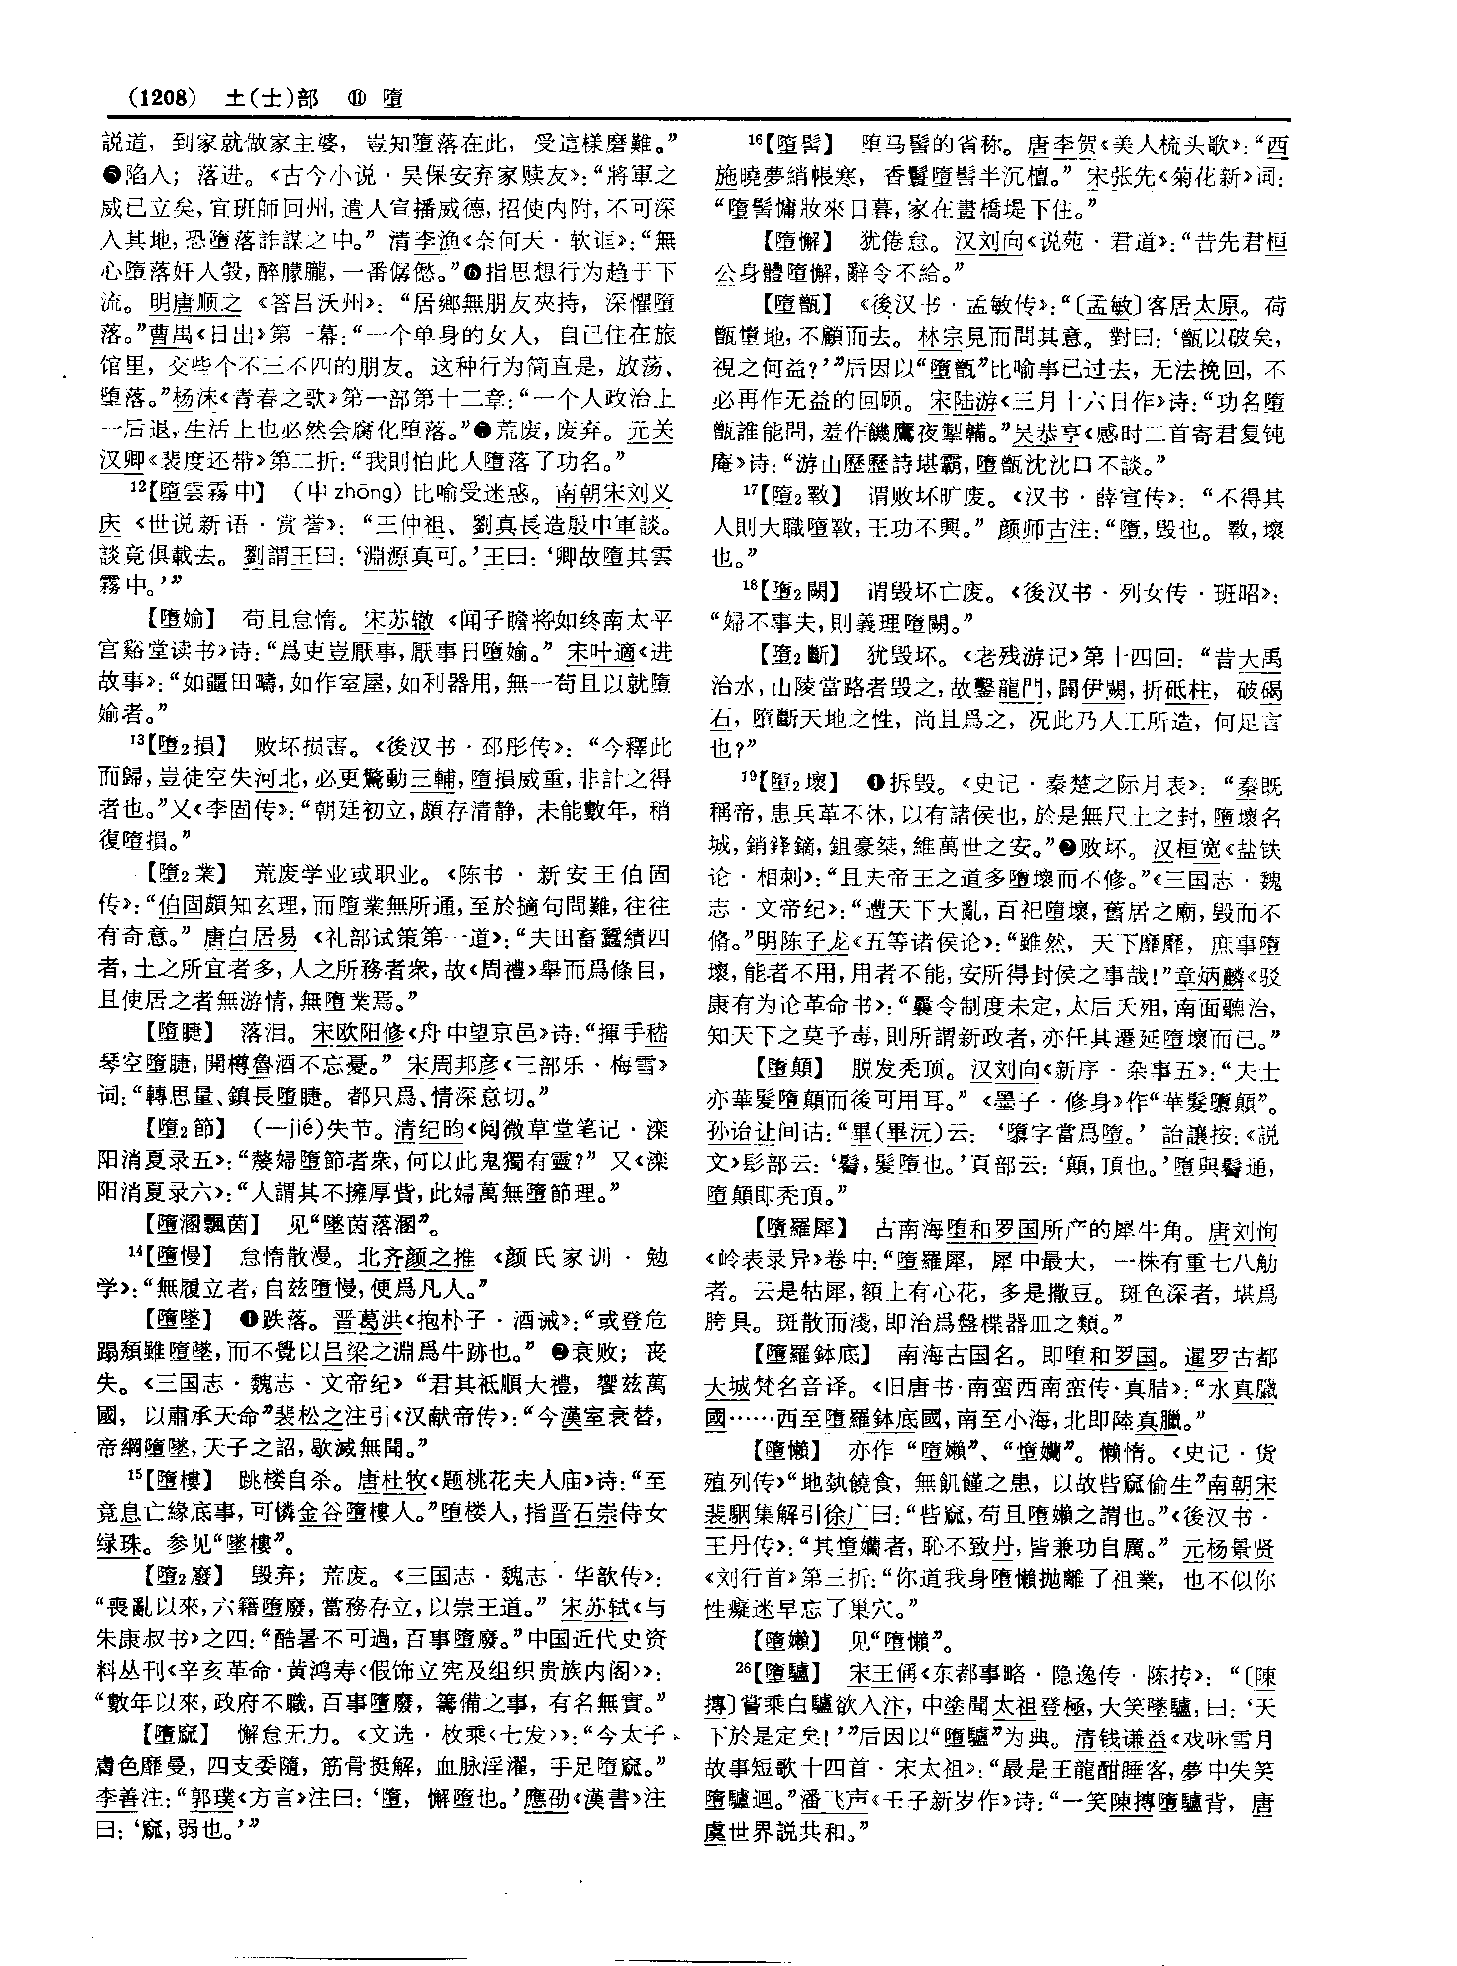 (1208) 土(士)部 ⑪ 墮
説道，到家就做家主婆，豈知墮落在此，受這樣磨難。”
❺陷入；落进。《古今小说·吴保安弃家赎友》：“將軍之
威已立矣，宜班師回州，遣人宣播威德，招使内附，不可深
入其地，恐墮落詐謀之中。”清李渔《奈何天·软诓》：“無
心墮落奸人彀，醉朦朧，一番僝僽。”❻指思想行为趋于下
流。明唐顺之《答吕沃州》：“居鄉無朋友夾持，深懼墮
落。”曹禺《日出》第一幕：“一个单身的女人，自己住在旅
馆里，交些个不三不四的朋友。这种行为简直是，放荡、
堕落。”杨沫《青春之歌》第一部第十二章：“一个人政治上
一后退，生活上也必然会腐化堕落。”❼荒废，废弃。元关
汉卿《裴度还带》第二折：“我則怕此人墮落了功名。”
12【墮雲霧中】 （中 zhōng）比喻受迷惑。南朝宋刘义
庆《世说新语·赏誉》：“王仲祖、劉真長造殷中軍談。
談竟俱載去。劉謂王曰：‘淵源真可。’王曰：‘卿故墮其雲
霧中。’”
【墮媮】 苟且怠惰。宋苏辙《闻子瞻将如终南太平
宫谿堂读书》诗：“爲吏豈厭事，厭事日墮媮。”宋叶適《进
故事》：“如疆田疇，如作室屋，如利器用，無一苟且以就墮
媮者。”
13【墮2損】 败坏损害。《後汉书·邳彤传》：“今釋此
而歸，豈徒空失河北，必更驚動三輔，墮損威重，非計之得
者也。”又《李固传》：“朝廷初立，頗存清静，未能數年，稍
復墮損。”
【墮2業】 荒废学业或职业。《陈书·新安王伯固
传》：“伯固頗知玄理，而墮業無所通，至於擿句問難，往往
有奇意。”唐白居易《礼部试策第一道》：“夫田畜蠶績四
者，土之所宜者多，人之所務者衆，故《周禮》舉而爲條目，
且使居之者無游惰，無墮業焉。”
【墮睫】 落泪。宋欧阳修《舟中望京邑》诗：“揮手嵇
琴空墮睫，開樽魯酒不忘憂。”宋周邦彦《三部乐·梅雪》
词：“轉思量、鎮長墮睫。都只爲、情深意切。”
【墮2節】 （—jié）失节。清纪昀《阅微草堂笔记·滦
阳消夏录五》：“嫠婦墮節者衆，何以此鬼獨有靈？”又《滦
阳消夏录六》：“人謂其不擁厚貲，此婦萬無墮節理。”
【墮溷飄茵】 见“墜茵落溷”。
14【墮慢】 怠惰散漫。北齐颜之推《颜氏家训·勉
学》：“無履立者，自兹墮慢，便爲凡人。”
【墮墜】 ❶跌落。晋葛洪《抱朴子·酒诫》：“或登危
蹋頽雖墮墜，而不覺以吕梁之淵爲牛跡也。”❷衰败；丧
失。《三国志·魏志·文帝纪》“君其祗順大禮，饗兹萬
國，以肅承天命”裴松之注引《汉献帝传》：“今漢室衰替，
帝綱墮墜，天子之詔，歇滅無聞。”
15【墮樓】 跳楼自杀。唐杜牧《题桃花夫人庙》诗：“至
竟息亡緣底事，可憐金谷墮樓人。”堕楼人，指晋石崇侍女
绿珠。参见“墜樓”。
【墮2廢】 毁弃；荒废。《三国志·魏志·华歆传》：
“喪亂以來，六籍墮廢，當務存立，以崇王道。”宋苏轼《与
朱康叔书》之四：“酷暑不可過，百事墮廢。”中国近代史资
料丛刊《辛亥革命·黄鸿寿〈假饰立宪及组织贵族内阁〉》：
“數年以來，政府不職，百事墮廢，籌備之事，有名無實。”
【墮窳】 懈怠无力。《文选·枚乘〈七发〉》：“今太子
膚色靡曼，四支委隨，筋骨挺解，血脉淫濯，手足墮窳。”
李善注：“郭璞《方言》注曰：‘墮，懈墮也。’應劭《漢書》注
曰：‘窳，弱也。’”
16【墮髻】 堕马髻的省称。唐李贺《美人梳头歌》：“西
施曉夢綃帳寒，香鬟墮髻半沉檀。”宋张先《菊花新》词：
“墮髻慵妝來日暮，家在畫橋堤下住。”
【墮懈】 犹倦怠。汉刘向《说苑·君道》：“昔先君桓
公身體墮懈，辭令不給。”
【墮甑】 《後汉书·孟敏传》：“〔孟敏〕客居太原。荷
甑墮地，不顧而去。林宗見而問其意。對曰：‘甑以破矣，
視之何益？’”后因以“墮甑”比喻事已过去，无法挽回，不
必再作无益的回顾。宋陆游《三月十六日作》诗：“功名墮
甑誰能問，羞作饑鷹夜掣韝。”吴恭亨《感时二首寄君复钝
庵》诗：“游山歷歷詩堪霸，墮甑沈沈口不談。”
17【墮2斁】 谓败坏旷废。《汉书·薛宣传》：“不得其
人則大職墮斁，王功不興。”颜师古注：“墮，毁也。斁，壞
也。”
18【墮2闕】 谓毁坏亡废。《後汉书·列女传·班昭》：
“婦不事夫，則義理墮闕。”
【墮2斷】 犹毁坏。《老残游记》第十四回：“昔大禹
治水，山陵當路者毁之，故鑿龍門，闢伊闕，折砥柱，破碣
石，墮斷天地之性，尚且爲之，况此乃人工所造，何足言
也？”
19【墮2壞】 ❶拆毁。《史记·秦楚之际月表》：“秦既
稱帝，患兵革不休，以有諸侯也，於是無尺土之封，墮壞名
城，銷鋒鏑，鉏豪桀，維萬世之安。”❷败坏。汉桓宽《盐铁
论·相刺》：“且夫帝王之道多墮壞而不修。”《三国志·魏
志·文帝纪》：“遭天下大亂，百祀墮壞，舊居之廟，毁而不
脩。”明陈子龙《五等诸侯论》：“雖然，天下靡靡，庶事墮
壞，能者不用，用者不能，安所得封侯之事哉！”章炳麟《驳
康有为论革命书》：“曩令制度未定，太后夭殂，南面聽治，
知天下之莫予毒，則所謂新政者，亦任其遷延墮壞而已。”
【墮顛】 脱发秃顶。汉刘向《新序·杂事五》：“夫士
亦華髮墮顛而後可用耳。”《墨子·修身》作“華髮隳顛”。
孙诒让间诂：“畢（畢沅）云：‘隳字當爲墮。’詒讓按：《説
文》髟部云：‘鬌，髮墮也。’頁部云：‘顛，頂也。’墮與鬌通，
墮顛即秃頂。”
【墮羅犀】 古南海堕和罗国所产的犀牛角。唐刘恂
《岭表录异》卷中：“墮羅犀，犀中最大，一株有重七八觔
者。云是牯犀，額上有心花，多是撒豆。斑色深者，堪爲
胯具。斑散而淺，即治爲盤楪器皿之類。”
【墮羅鉢底】 南海古国名。即堕和罗国。暹罗古都
大城梵名音译。《旧唐书·南蛮西南蛮传·真腊》：“水真臘
國……西至墮羅鉢底國，南至小海，北即陸真臘。”
【墮懶】 亦作“墮嬾”、“憻孏”。懒惰。《史记·货
殖列传》“地埶饒食，無飢饉之患，以故呰窳偷生”南朝宋
裴駰集解引徐广曰：“呰窳，苟且墮嬾之謂也。”《後汉书·
王丹传》：“其憻孏者，恥不致丹，皆兼功自厲。”元杨景贤
《刘行首》第三折：“你道我身墮懶抛離了祖業，也不似你
性癡迷早忘了巢穴。”
【墮嬾】 见“墮懶”。
26【墮驢】 宋王偁《东都事略·隐逸传·陈抟》：“〔陳
摶〕嘗乘白驢欲入汴，中塗聞太祖登極，大笑墜驢，曰：‘天
下於是定矣！’”后因以“墮驢”为典。清钱谦益《戏咏雪月
故事短歌十四首·宋太祖》：“最是王龍酣睡客，夢中失笑
墮驢迴。”潘飞声《壬子新岁作》诗：“一笑陳摶墮驢背，唐
虞世界説共和。”